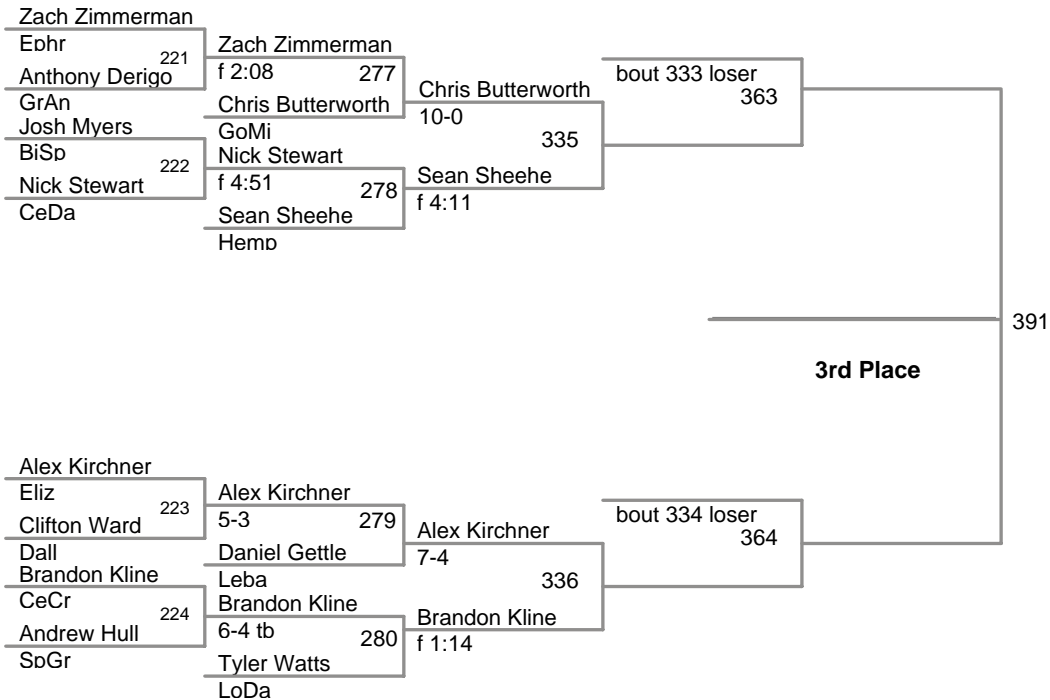 Zach Zimmerman
Ephr
221
Anthony Derigo
GrAn
Josh Myers
BiSp
222
Nick Stewart
CeDa
Zach Zimmerman
f 2:08
277
Chris Butterworth
GoMi
Nick Stewart
f 4:51
278
Sean Sheehe
Hemp
Chris Butterworth
10-0
335
Sean Sheehe
f 4:11
bout 333 loser
363
391
3rd Place
Alex Kirchner
Eliz
223
Clifton Ward
Dall
Brandon Kline
CeCr
224
Andrew Hull
SpGr
Alex Kirchner
5-3
279
Daniel Gettle
Leba
Brandon Kline
6-4 tb
280
Tyler Watts
LoDa
Alex Kirchner
7-4
336
Brandon Kline
f 1:14
bout 334 loser
364